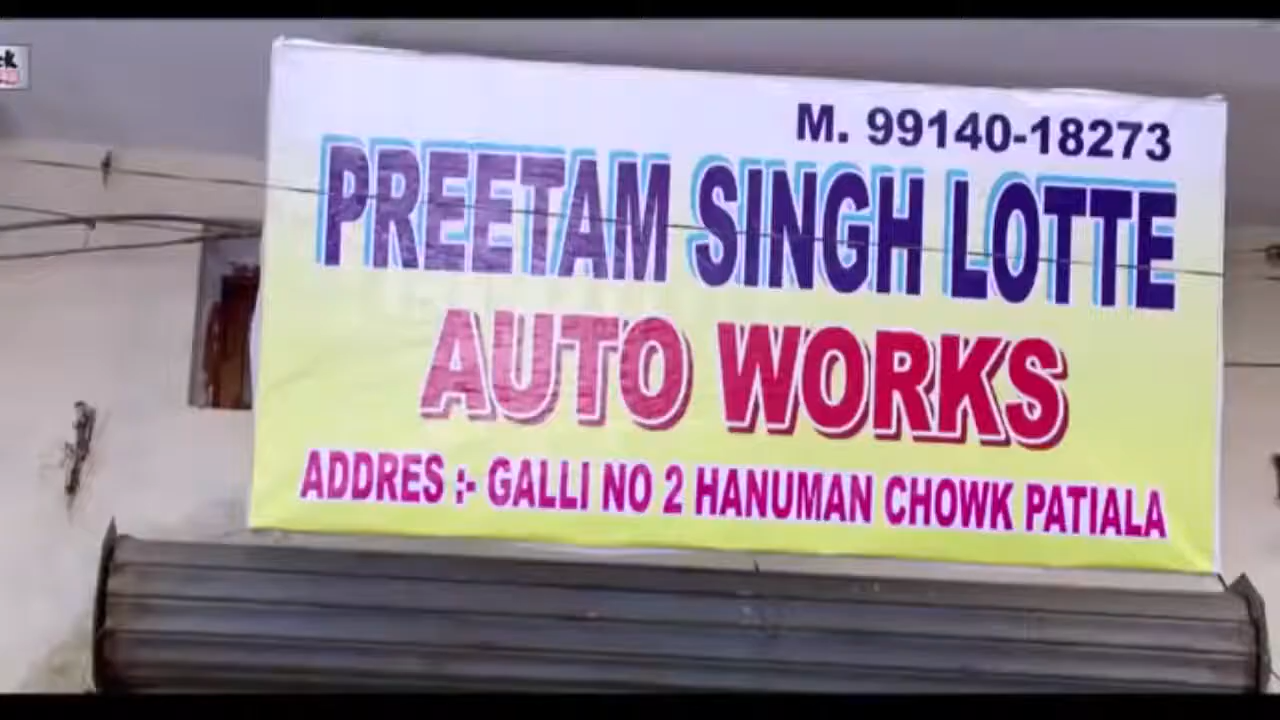 M. 99140-18273
PREETAM SINGH LOTTE
AUTO WORKS
ADDRES :- GALLI NO 2 HANUMAN CHOWK PATIALA